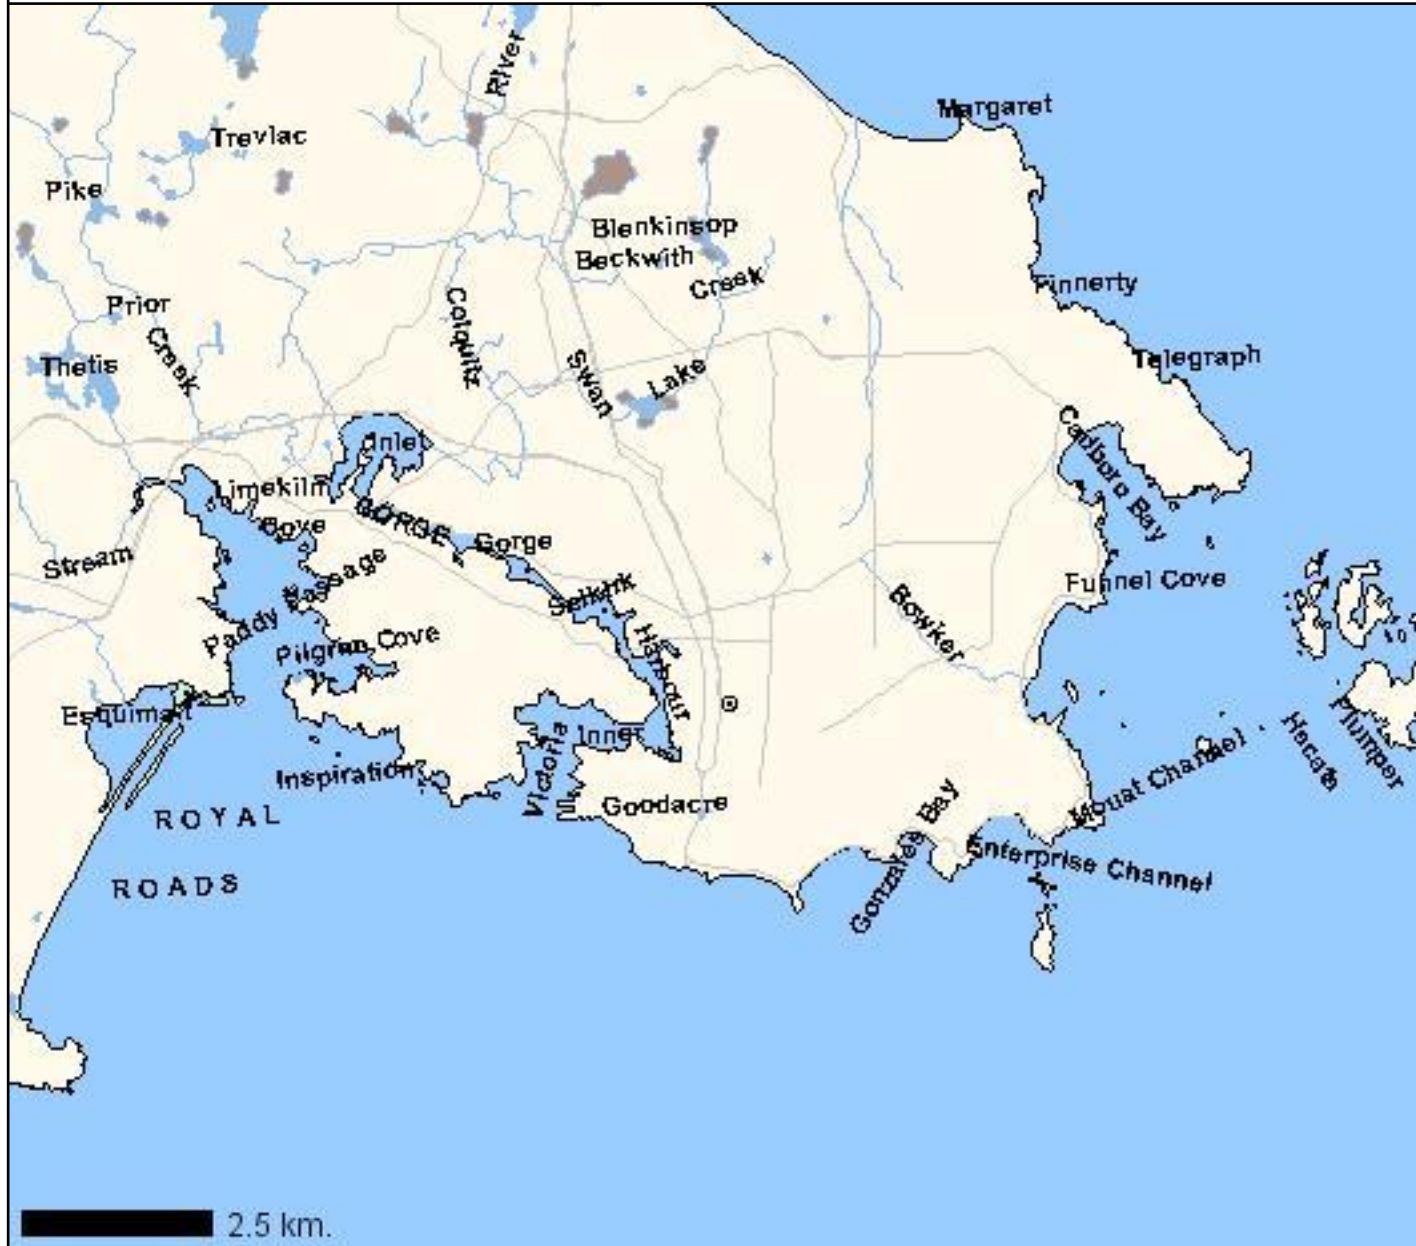 River
Margaret
Trevlac
Pike
Blenkinsop
Beckwith
Creek
Finnerty
Prior
Creek
Colquitz
Thetis
Swan
Lake
Telegraph
Cadboro Bay
Inlet
Limekiln
Cove
GORGE
Gorge
Stream
Paddy Passage
Selkirk
Funnel Cove
Bowker
Pilgrim Cove
Harbour
Esquimalt
Inner
Victoria
Inspiration
Goodacre
Mouat Channel
Hecate
Plumper
ROYAL
ROADS
Gonzales Bay
Enterprise Channel
2.5 km.